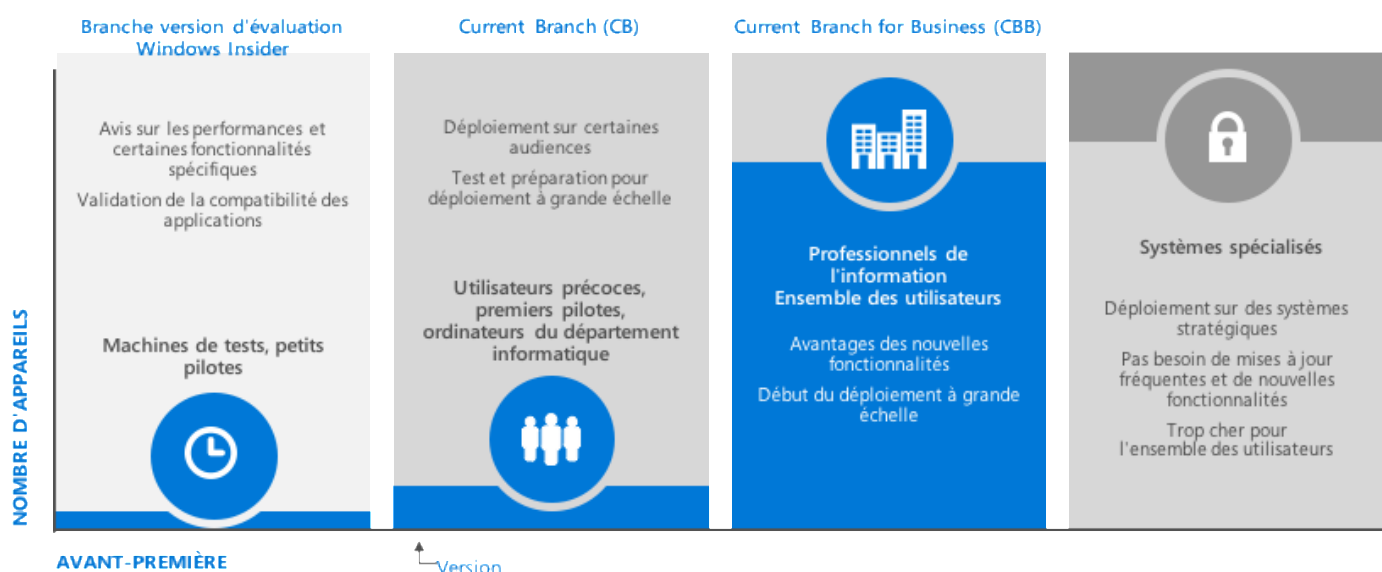 Branche version d'évaluation
Windows Insider
Current Branch (CB)
Current Branch for Business (CBB)
Avis sur les performances et
certaines fonctionnalités
spécifiques
Validation de la compatibilité des
applications
Machines de tests, petits
pilotes
Déploiement sur certaines
audiences
Test et préparation pour
déploiement à grande échelle
Utilisateurs précoces,
premiers pilotes,
ordinateurs du département
informatique
Professionnels de
l'information
Ensemble des utilisateurs
Avantages des nouvelles
fonctionnalités
Début du déploiement à grande
échelle
Systèmes spécialisés
Déploiement sur des systèmes
stratégiques
Pas besoin de mises à jour
fréquentes et de nouvelles
fonctionnalités
Trop cher pour
l'ensemble des utilisateurs
NOMBRE D'APPAREILS
AVANT-PREMIÈRE
Version